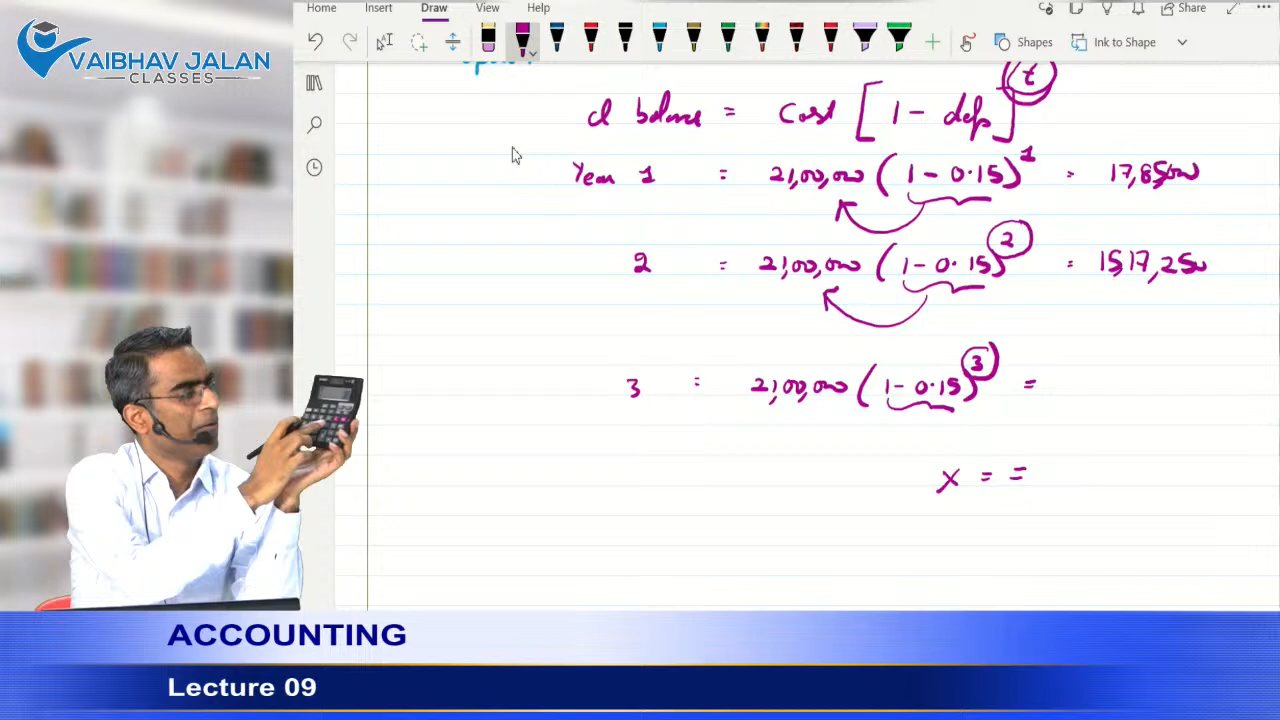 VAIBHAV JALAN
CLASSES
Home Insert Draw View Help
Share
Shapes Ink to Shape
cl balance = Cost [1 - dep]^t
Year 1 = 21,00,000 (1 - 0.15)^1 = 17,85,000
2 = 21,00,000 (1 - 0.15)^2 = 15,17,250
3 = 21,00,000 (1 - 0.15)^3 =
x = =
ACCOUNTING
Lecture 09